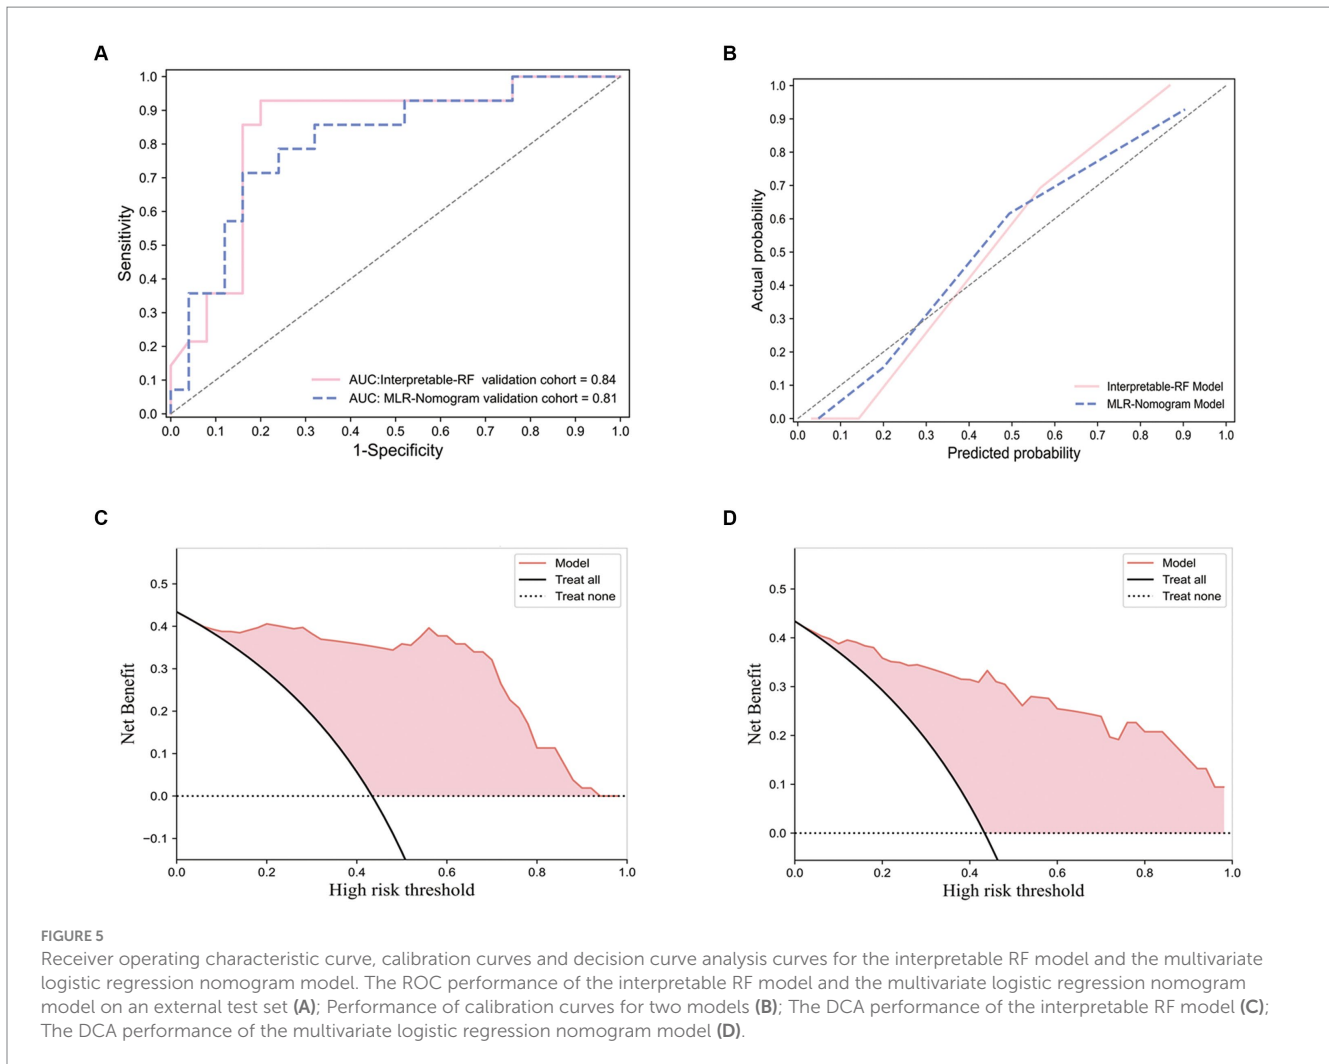 A
1.0
0.9
0.8
0.7
0.6
0.5
0.4
0.3
0.2
0.1
0.0
Sensitivity
AUC:Interpretable-RF validation cohort = 0.84
AUC: MLR-Nomogram validation cohort = 0.81
0.0 0.1 0.2 0.3 0.4 0.5 0.6 0.7 0.8 0.9 1.0
1-Specificity
B
1.0
0.9
0.8
0.7
0.6
0.5
0.4
0.3
0.2
0.1
0.0
Actual probability
Interpretable-RF Model
MLR-Nomogram Model
0.0 0.1 0.2 0.3 0.4 0.5 0.6 0.7 0.8 0.9 1.0
Predicted probability
C
Model
Treat all
Treat none
0.5
0.4
0.3
0.2
0.1
0.0
−0.1
Net Benefit
0.0 0.2 0.4 0.6 0.8 1.0
High risk threshold
D
Model
Treat all
Treat none
0.5
0.4
0.3
0.2
0.1
0.0
Net Benefit
0.0 0.2 0.4 0.6 0.8 1.0
High risk threshold
FIGURE 5
Receiver operating characteristic curve, calibration curves and decision curve analysis curves for the interpretable RF model and the multivariate
logistic regression nomogram model. The ROC performance of the interpretable RF model and the multivariate logistic regression nomogram
model on an external test set (A); Performance of calibration curves for two models (B); The DCA performance of the interpretable RF model (C);
The DCA performance of the multivariate logistic regression nomogram model (D).